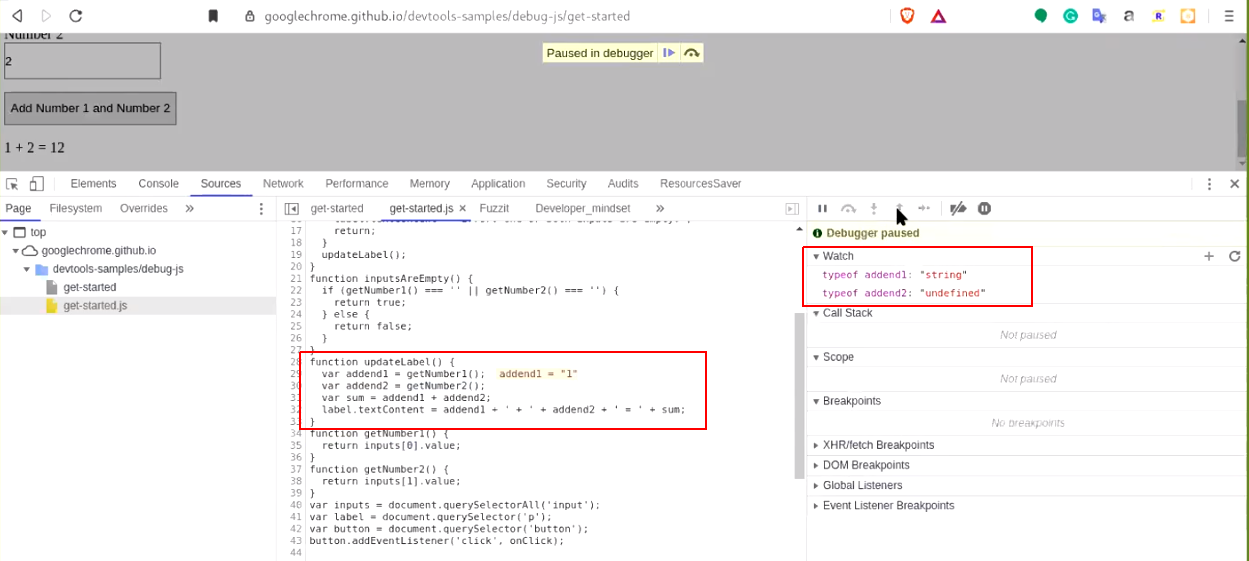 googlechrome.github.io/devtools-samples/debug-js/get-started
Number 2
2
Paused in debugger
Add Number 1 and Number 2
1 + 2 = 12
Elements Console Sources Network Performance Memory Application Security Audits ResourcesSaver
Page Filesystem Overrides »
get-started get-started.js × Fuzzit Developer_mindset »
top
googlechrome.github.io
devtools-samples/debug-js
get-started
get-started.js
17 return;
18 }
19 updateLabel();
20 }
21 function inputsAreEmpty() {
22 if (getNumber1() === '' || getNumber2() === '') {
23 return true;
24 } else {
25 return false;
26 }
27 }
28 function updateLabel() {
29 var addend1 = getNumber1(); addend1 = "1"
30 var addend2 = getNumber2();
31 var sum = addend1 + addend2;
32 label.textContent = addend1 + ' + ' + addend2 + ' = ' + sum;
33 }
34 function getNumber1() {
35 return inputs[0].value;
36 }
37 function getNumber2() {
38 return inputs[1].value;
39 }
40 var inputs = document.querySelectorAll('input');
41 var label = document.querySelector('p');
42 var button = document.querySelector('button');
43 button.addEventListener('click', onClick);
44
Debugger paused
Watch
typeof addend1: "string"
typeof addend2: "undefined"
Call Stack
Not paused
Scope
Not paused
Breakpoints
No breakpoints
XHR/fetch Breakpoints
DOM Breakpoints
Global Listeners
Event Listener Breakpoints